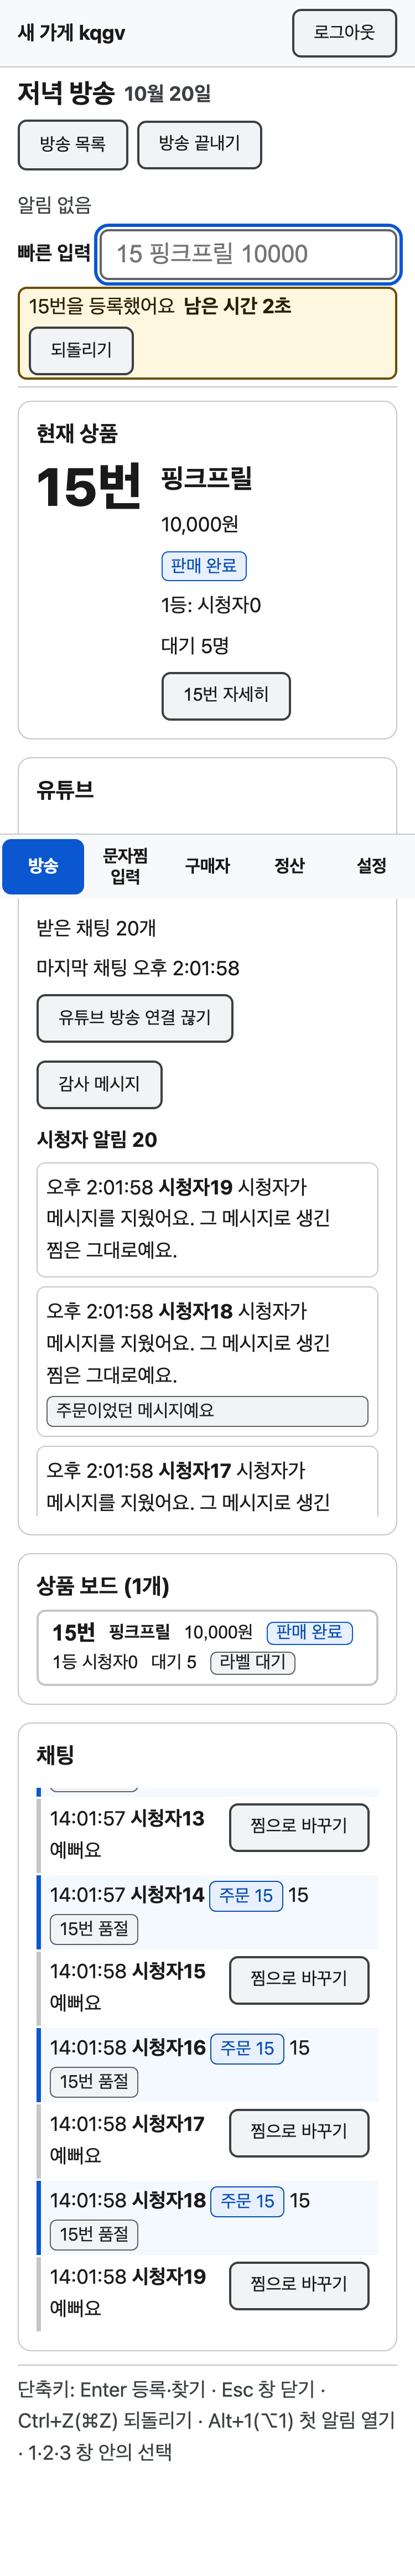 새 가게 kqgv
로그아웃
저녁 방송 10월 20일
방송 목록
방송 끝내기
알림 없음
빠른 입력
15 핑크프릴 10000
15번을 등록했어요 남은 시간 2초
되돌리기
현재 상품
15번
핑크프릴
10,000원
판매 완료
1등: 시청자0
대기 5명
15번 자세히
유튜브
방송
문자찜
입력
구매자
정산
설정
받은 채팅 20개
마지막 채팅 오후 2:01:58
유튜브 방송 연결 끊기
감사 메시지
시청자 알림 20
오후 2:01:58 시청자19 시청자가
메시지를 지웠어요. 그 메시지로 생긴
찜은 그대로예요.
오후 2:01:58 시청자18 시청자가
메시지를 지웠어요. 그 메시지로 생긴
찜은 그대로예요.
주문이었던 메시지예요
오후 2:01:58 시청자17 시청자가
메시지를 지웠어요. 그 메시지로 생긴
상품 보드 (1개)
15번 핑크프릴 10,000원 판매 완료
1등 시청자0 대기 5 라벨 대기
채팅
14:01:57 시청자13
예뻐요
찜으로 바꾸기
14:01:57 시청자14 주문 15 15
15번 품절
14:01:58 시청자15
예뻐요
찜으로 바꾸기
14:01:58 시청자16 주문 15 15
15번 품절
14:01:58 시청자17
예뻐요
찜으로 바꾸기
14:01:58 시청자18 주문 15 15
15번 품절
14:01:58 시청자19
예뻐요
찜으로 바꾸기
단축키: Enter 등록·찾기 · Esc 창 닫기 ·
Ctrl+Z(⌘Z) 되돌리기 · Alt+1(⌥1) 첫 알림 열기
· 1·2·3 창 안의 선택